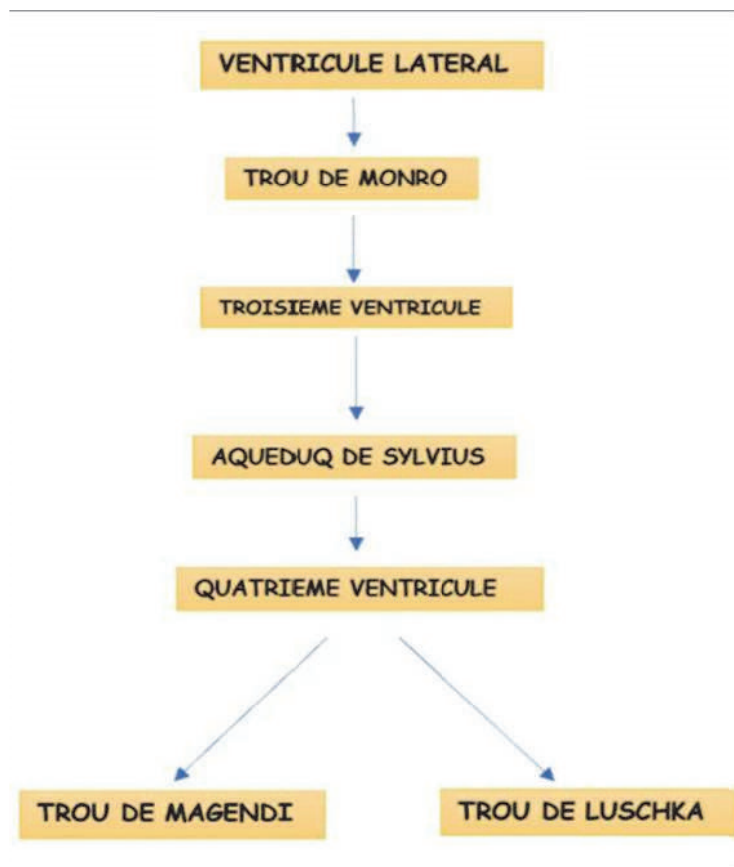 VENTRICULE LATERAL
TROU DE MONRO
TROISIEME VENTRICULE
AQUEDUQ DE SYLVIUS
QUATRIEME VENTRICULE
TROU DE MAGENDI
TROU DE LUSCHKA